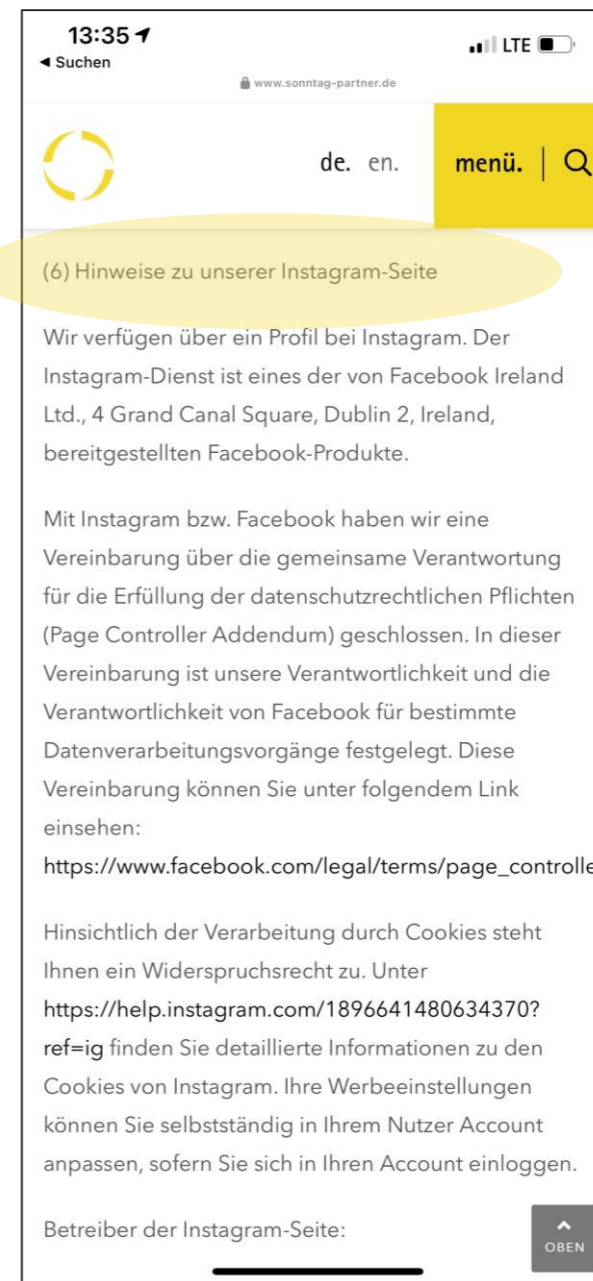 13:35
LTE
◄ Suchen
www.sonntag-partner.de
de. en. menü. |
(6) Hinweise zu unserer Instagram-Seite
Wir verfügen über ein Profil bei Instagram. Der
Instagram-Dienst ist eines der von Facebook Ireland
Ltd., 4 Grand Canal Square, Dublin 2, Ireland,
bereitgestellten Facebook-Produkte.
Mit Instagram bzw. Facebook haben wir eine
Vereinbarung über die gemeinsame Verantwortung
für die Erfüllung der datenschutzrechtlichen Pflichten
(Page Controller Addendum) geschlossen. In dieser
Vereinbarung ist unsere Verantwortlichkeit und die
Verantwortlichkeit von Facebook für bestimmte
Datenverarbeitungsvorgänge festgelegt. Diese
Vereinbarung können Sie unter folgendem Link
einsehen:
https://www.facebook.com/legal/terms/page_controlle
Hinsichtlich der Verarbeitung durch Cookies steht
Ihnen ein Widerspruchsrecht zu. Unter
https://help.instagram.com/1896641480634370?
ref=ig finden Sie detaillierte Informationen zu den
Cookies von Instagram. Ihre Werbeeinstellungen
können Sie selbstständig in Ihrem Nutzer Account
anpassen, sofern Sie sich in Ihren Account einloggen.
Betreiber der Instagram-Seite:
OBEN